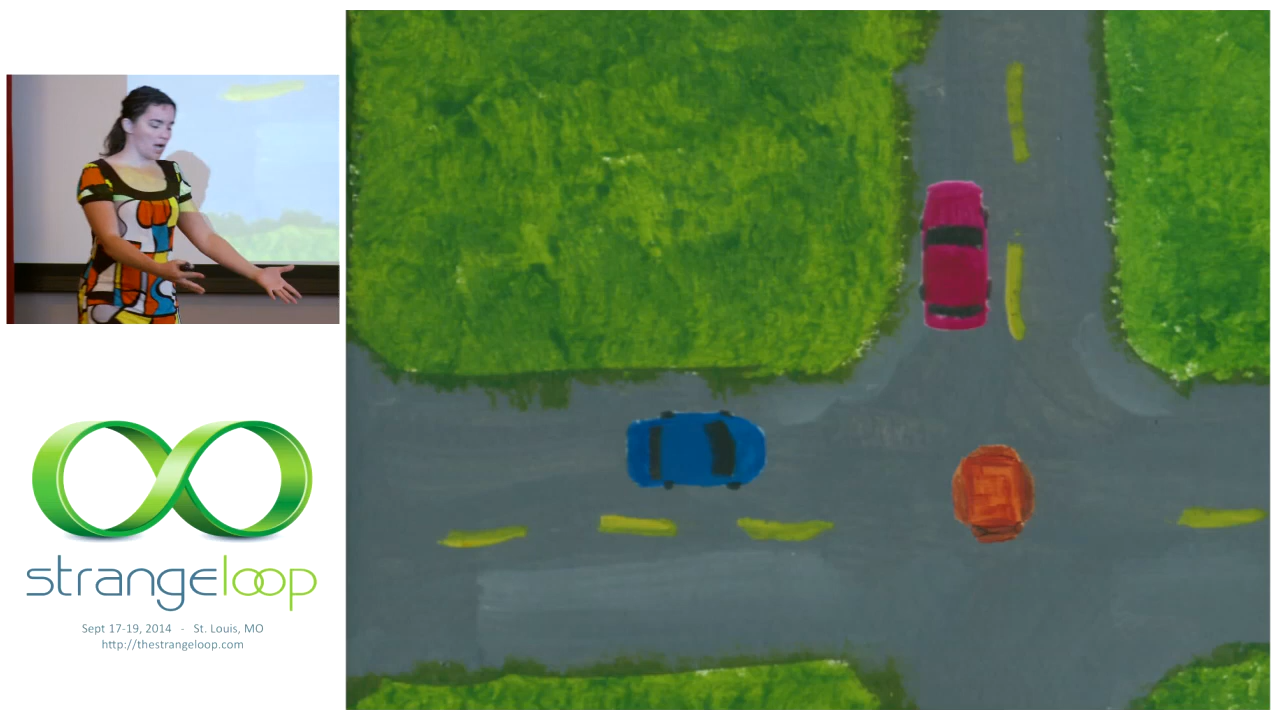 strangeloop
Sept 17-19, 2014 - St. Louis, MO
http://thestrangeloop.com